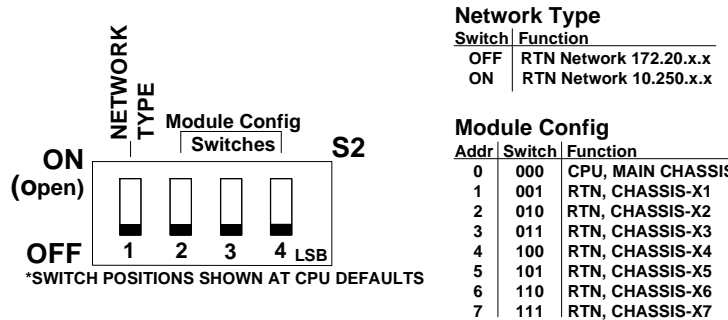 NETWORK
TYPE
Module Config
Switches
S2
ON
(Open)
OFF
1 2 3 4 LSB
*SWITCH POSITIONS SHOWN AT CPU DEFAULTS
Network Type
Switch Function
OFF RTN Network 172.20.x.x
ON RTN Network 10.250.x.x
Module Config
Addr Switch Function
0 000 CPU, MAIN CHASSIS
1 001 RTN, CHASSIS-X1
2 010 RTN, CHASSIS-X2
3 011 RTN, CHASSIS-X3
4 100 RTN, CHASSIS-X4
5 101 RTN, CHASSIS-X5
6 110 RTN, CHASSIS-X6
7 111 RTN, CHASSIS-X7